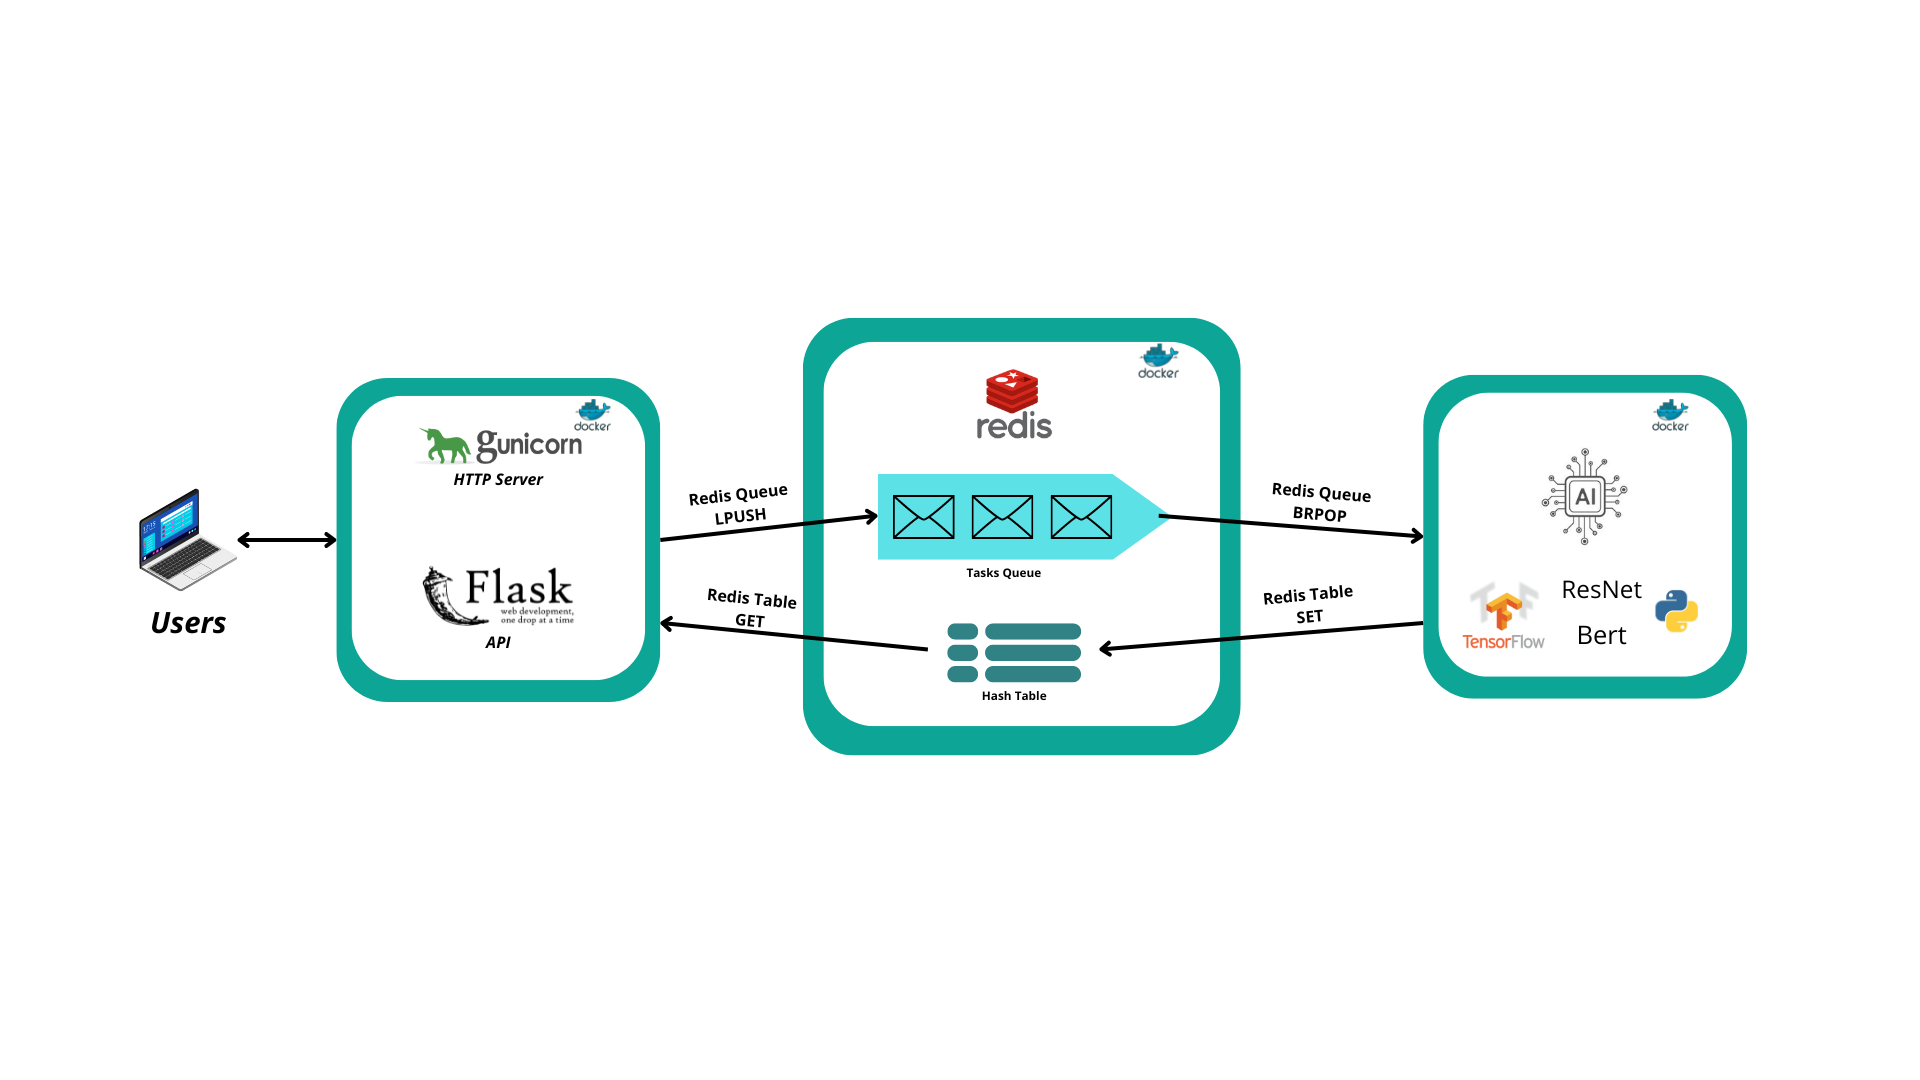 Users
docker
gunicorn
HTTP Server
Flask
web development,
one drop at a time
API
Redis Queue
LPUSH
Redis Table
GET
docker
redis
Tasks Queue
Hash Table
Redis Queue
BRPOP
Redis Table
SET
docker
AI
ResNet
Bert
TensorFlow